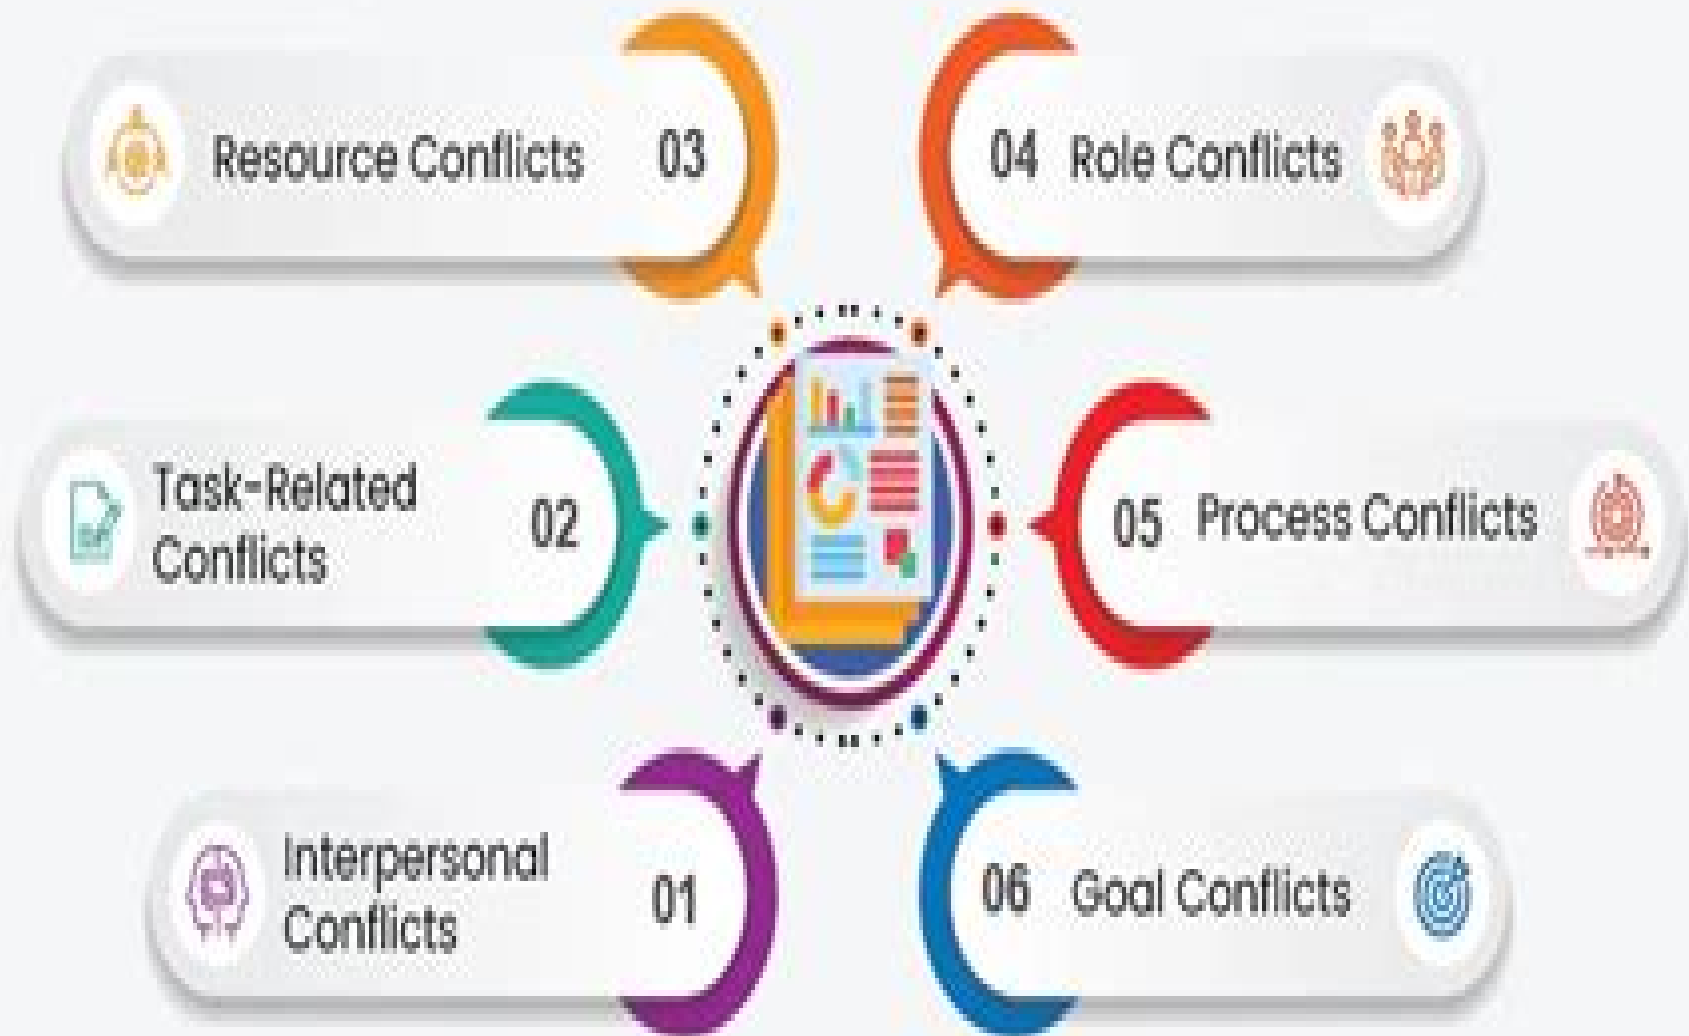 Resource Conflicts 03
04 Role Conflicts
Task-Related
Conflicts
02
05 Process Conflicts
Interpersonal
Conflicts
01
06 Goal Conflicts